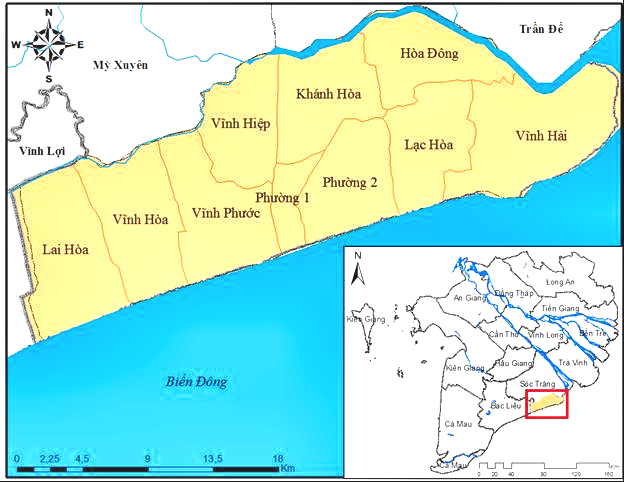 N
W
E
S
Trần Đề
Mỹ Xuyên
Hòa Đông
Khánh Hòa
Vĩnh Hiệp
Vĩnh Hải
Lạc Hòa
Vĩnh Lợi
Phường 2
Phường 1
Vĩnh Phước
Vĩnh Hòa
Lai Hòa
Biển Đông
0 2,25 4,5 9 13,5 18
Km
N
Long An
Đồng Tháp
An Giang
Tiền Giang
Kiên Giang
Bến Tre
Cần Thơ
Vĩnh Long
Hậu Giang
Trà Vinh
Kiên Giang
Sóc Trăng
Bạc Liêu
Cà Mau
Cà Mau
0 20 40 80 120 160
Km